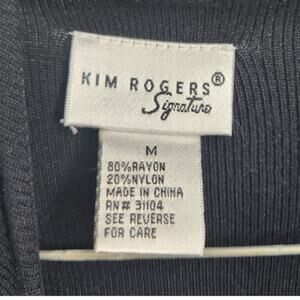 KIM ROGERS®
Signature
M
80%RAYON
20%NYLON
MADE IN CHINA
RN# 31104
SEE REVERSE
FOR CARE